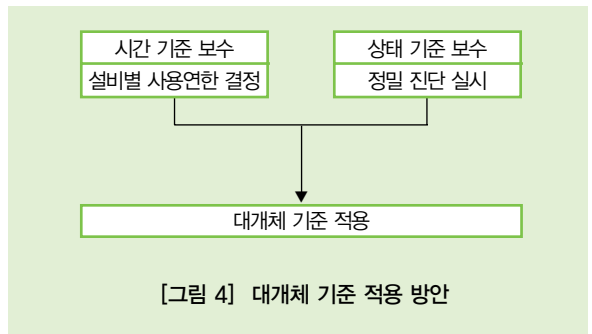 시간 기준 보수
설비별 사용연한 결정
상태 기준 보수
정밀 진단 실시
대개체 기준 적용
[그림 4] 대개체 기준 적용 방안